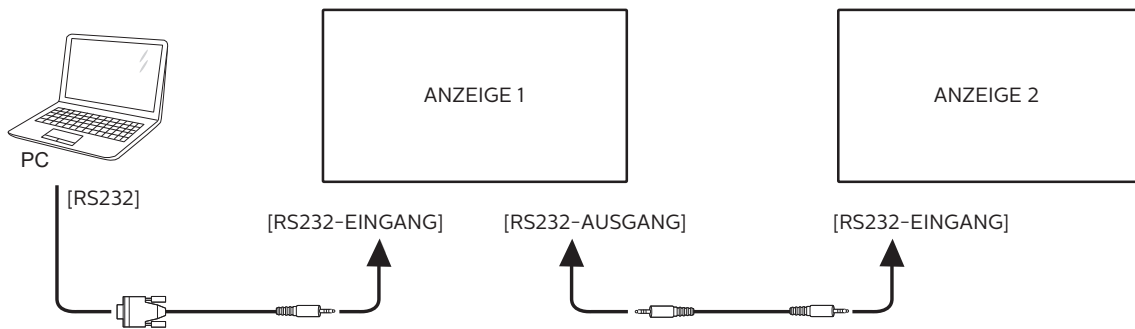 ANZEIGE 1
ANZEIGE 2
PC
[RS232]
[RS232-EINGANG]
[RS232-AUSGANG]
[RS232-EINGANG]